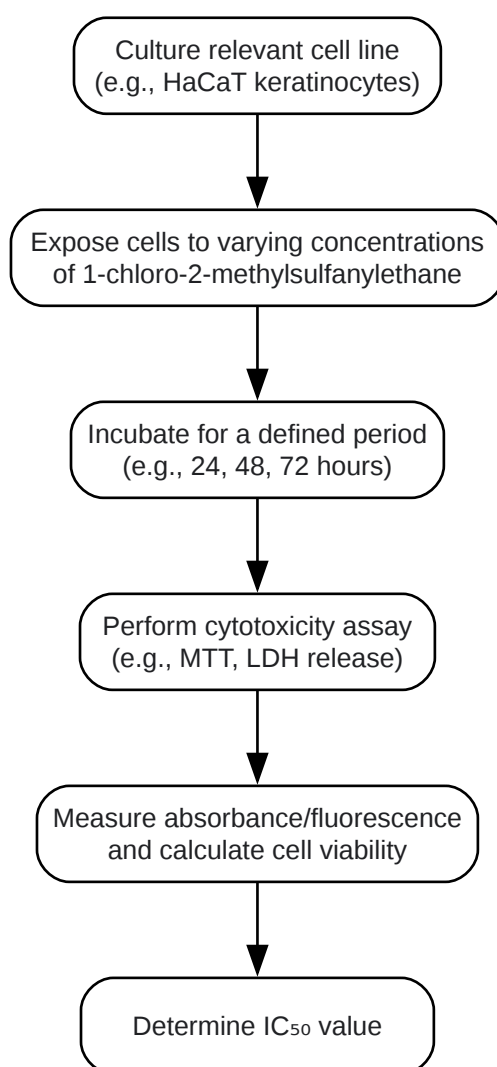 Culture relevant cell line
(e.g., HaCaT keratinocytes)
Expose cells to varying concentrations
of 1-chloro-2-methylsulfanylethane
Incubate for a defined period
(e.g., 24, 48, 72 hours)
Perform cytotoxicity assay
(e.g., MTT, LDH release)
Measure absorbance/fluorescence
and calculate cell viability
Determine IC₅₀ value